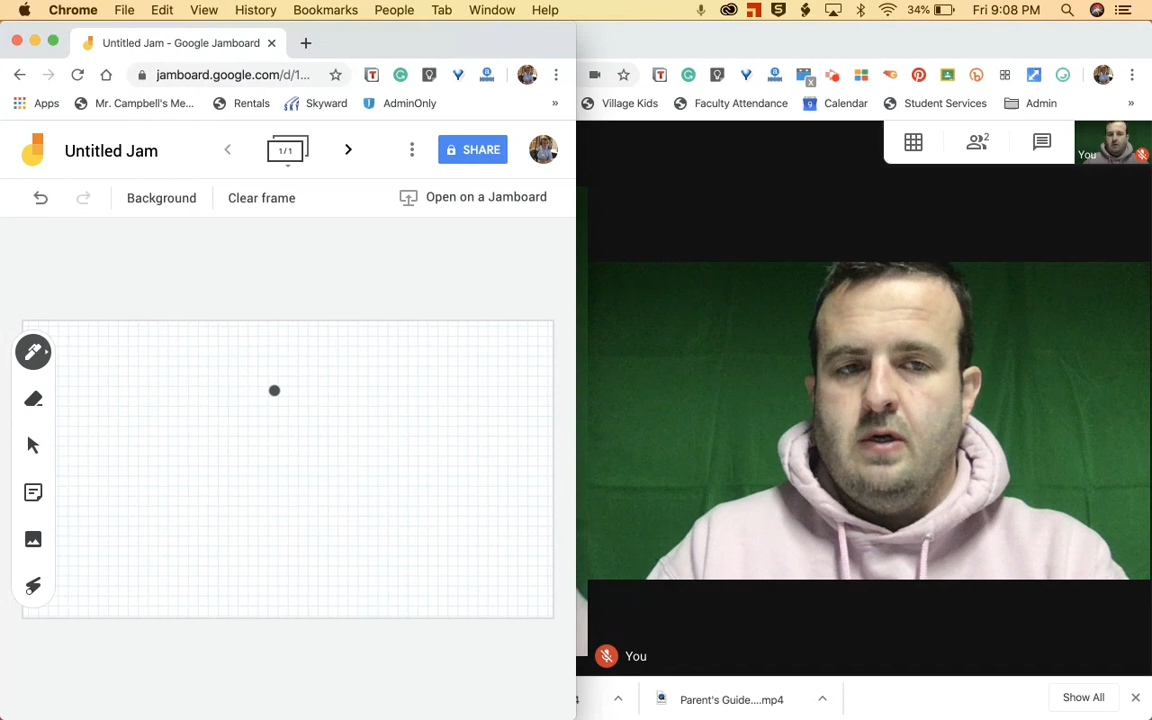 Chrome File Edit View History Bookmarks People Tab Window Help 34% Fri 9:08 PM
Untitled Jam - Google Jamboard
jamboard.google.com/d/1...
Apps Mr. Campbell's Me... Rentals Skyward AdminOnly » Village Kids Faculty Attendance Calendar Student Services Admin »
Untitled Jam 1/1 SHARE 2 You
Background Clear frame Open on a Jamboard
You
4 Parent's Guide....mp4 Show All